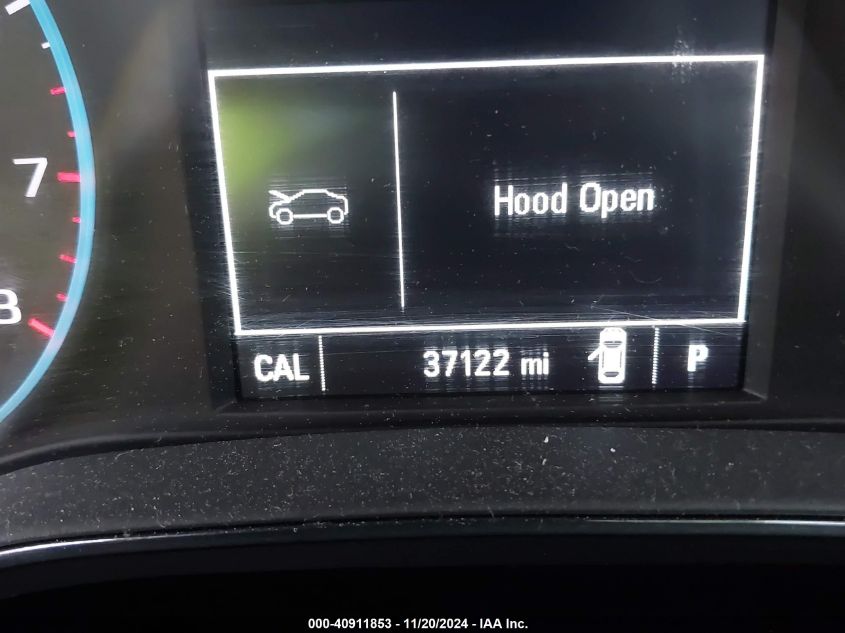 7
Hood Open
8
CAL 37122 mi P
000-40911853 - 11/20/2024 - IAA Inc.